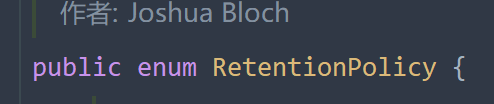 作者: Joshua Bloch
public enum RetentionPolicy {